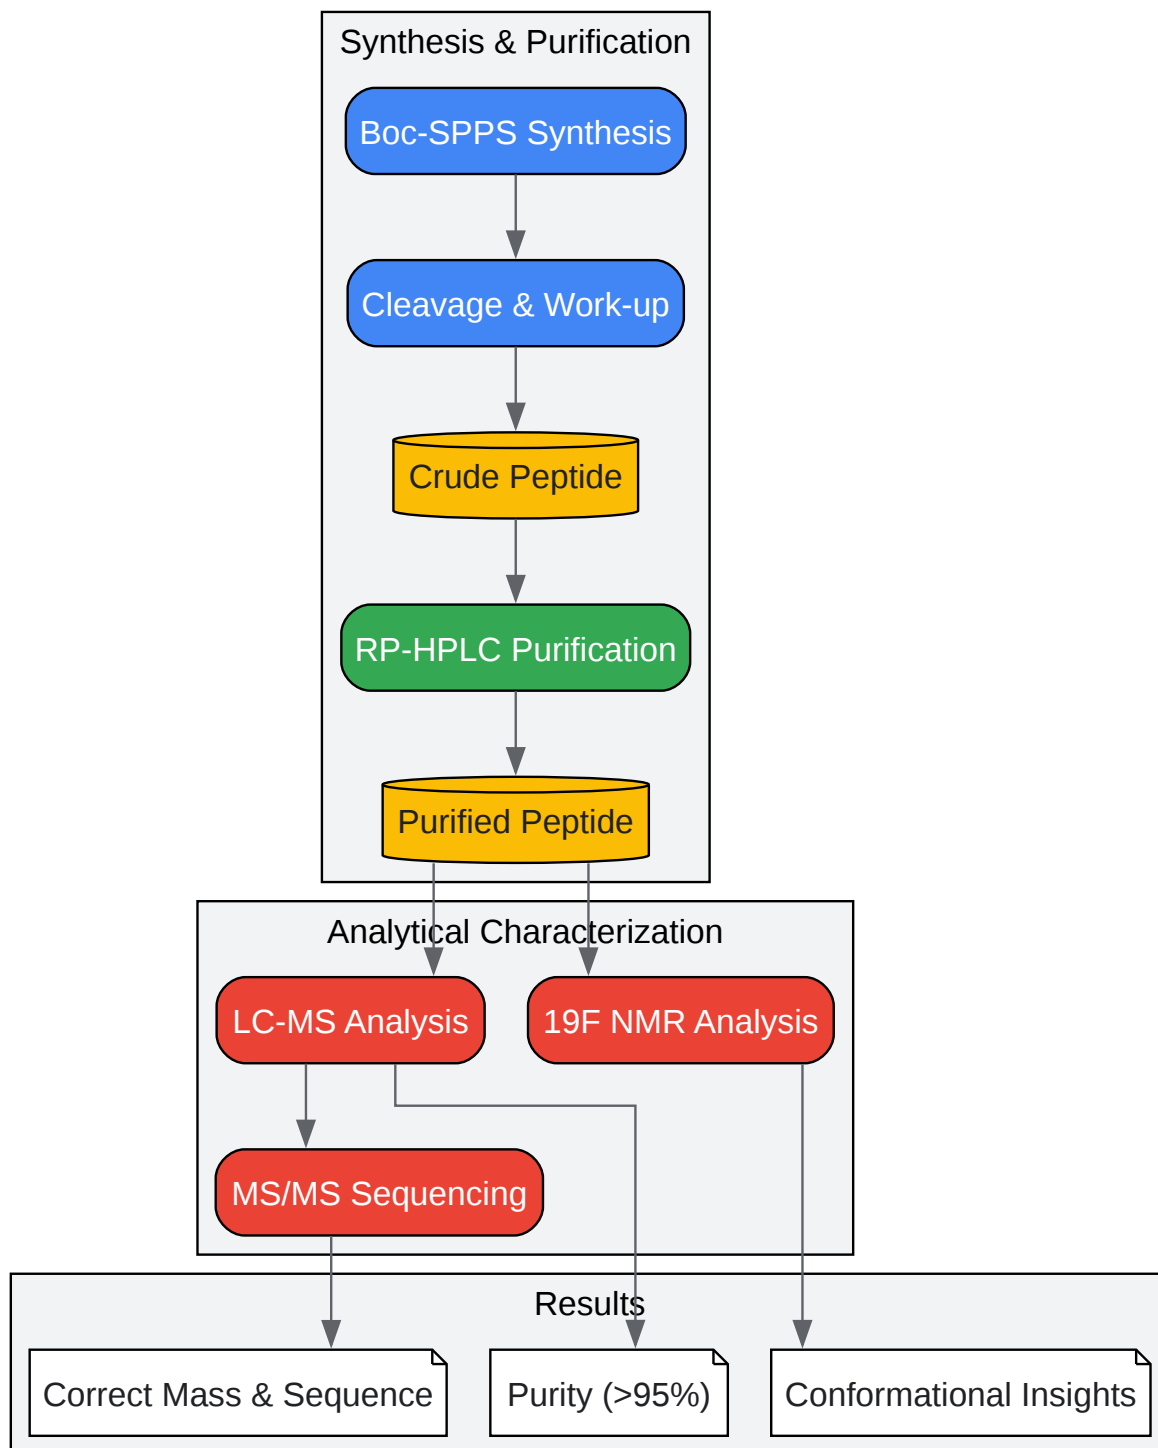 Synthesis & Purification
Boc-SPPS Synthesis
Cleavage & Work-up
Crude Peptide
RP-HPLC Purification
Purified Peptide
Analytical Characterization
LC-MS Analysis
19F NMR Analysis
MS/MS Sequencing
Results
Correct Mass & Sequence
Purity (>95%)
Conformational Insights